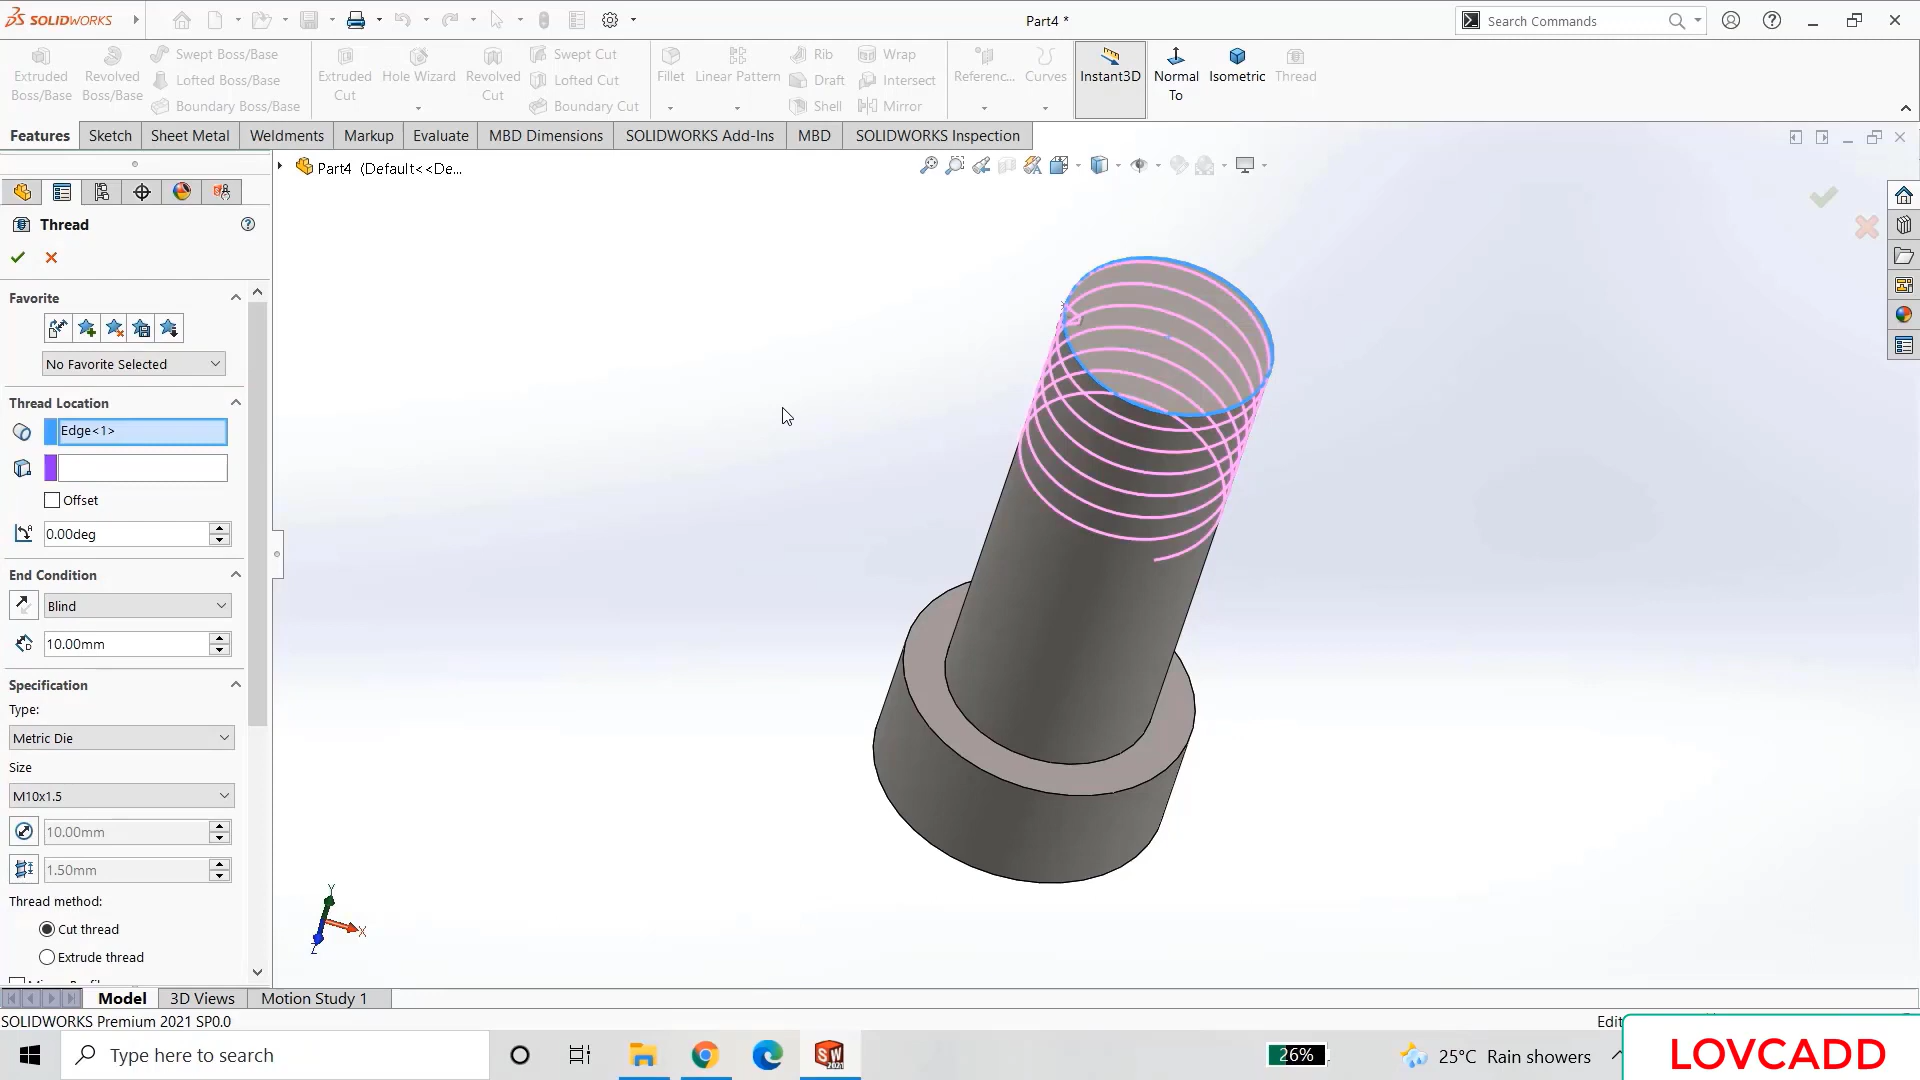 SOLIDWORKS
Part4 *
Search Commands
Extruded Boss/Base
Revolved Boss/Base
Swept Boss/Base
Lofted Boss/Base
Boundary Boss/Base
Extruded Cut
Hole Wizard
Revolved Cut
Swept Cut
Lofted Cut
Boundary Cut
Fillet
Linear Pattern
Rib
Draft
Shell
Wrap
Intersect
Mirror
Referenc...
Curves
Instant3D
Normal To
Isometric
Thread
Features
Sketch
Sheet Metal
Weldments
Markup
Evaluate
MBD Dimensions
SOLIDWORKS Add-Ins
MBD
SOLIDWORKS Inspection
Part4 (Default<<De...
Thread
Favorite
No Favorite Selected
Thread Location
Edge<1>
Offset
0.00deg
End Condition
Blind
10.00mm
Specification
Type:
Metric Die
Size
M10x1.5
10.00mm
1.50mm
Thread method:
Cut thread
Extrude thread
Y
X
Z
Model
3D Views
Motion Study 1
SOLIDWORKS Premium 2021 SP0.0
Type here to search
26%
25°C Rain showers
LOVCADD